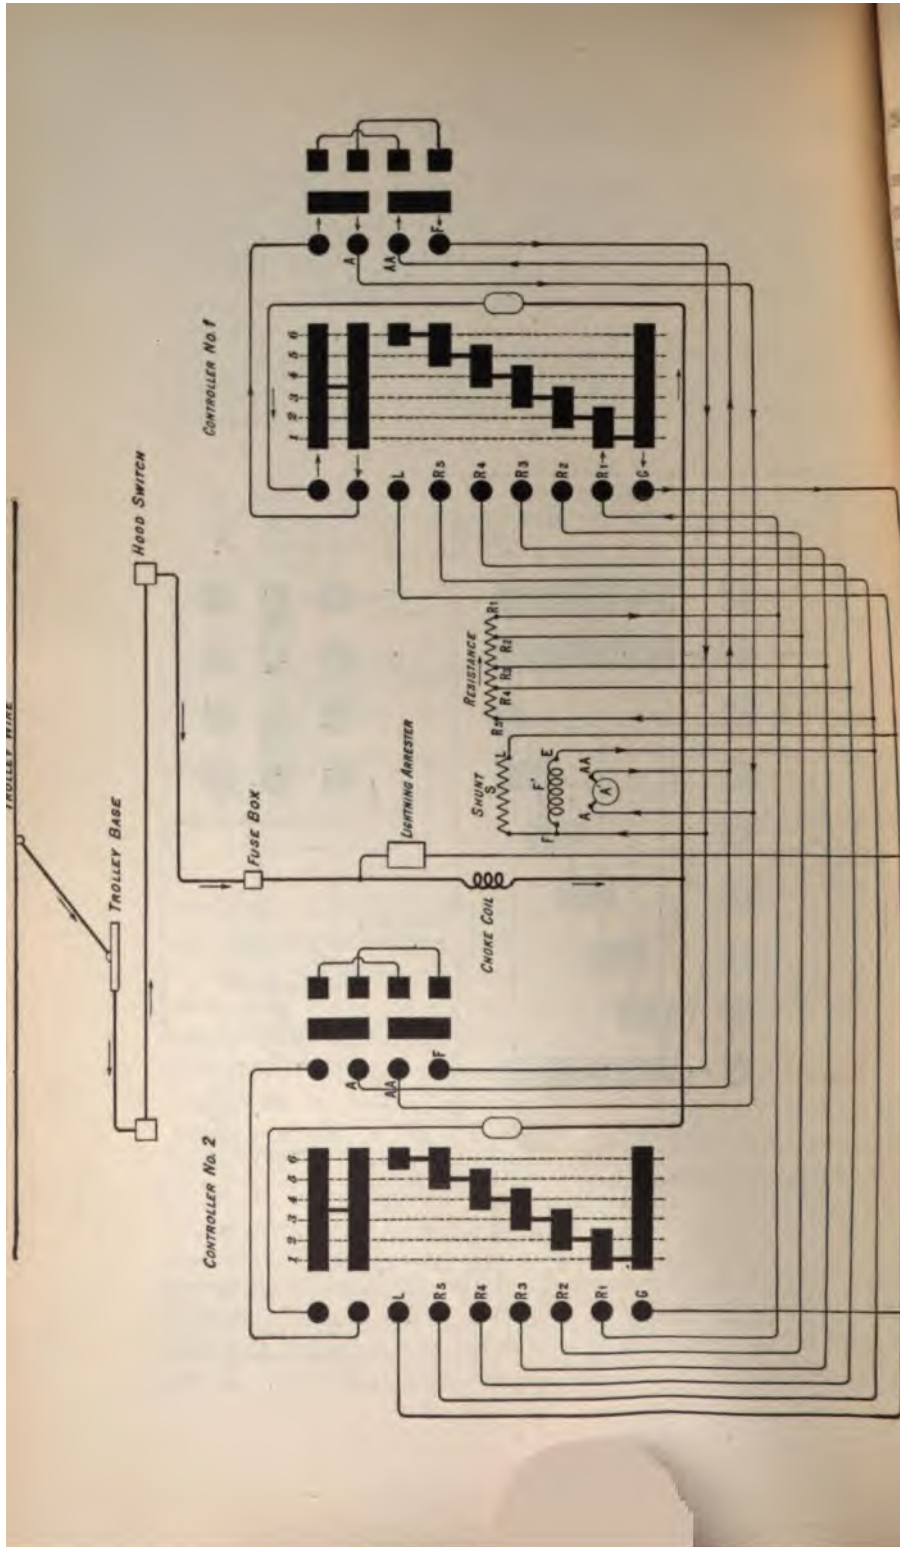 TROLLEY WIRE
TROLLEY BASE
HOOD SWITCH
FUSE BOX
LIGHTNING ARRESTER
CHOKE COIL
CONTROLLER No. 2
1 2 3 4 5 6
L
R5
R4
R3
R2
R1
G
A
AA
F
SHUNT
S
L
F'
F
E
A
A
AA
RESISTANCE
R5
R4
R3
R2
R1
CONTROLLER No. 1
1 2 3 4 5 6
L
R5
R4
R3
R2
R1
G
A
AA
F